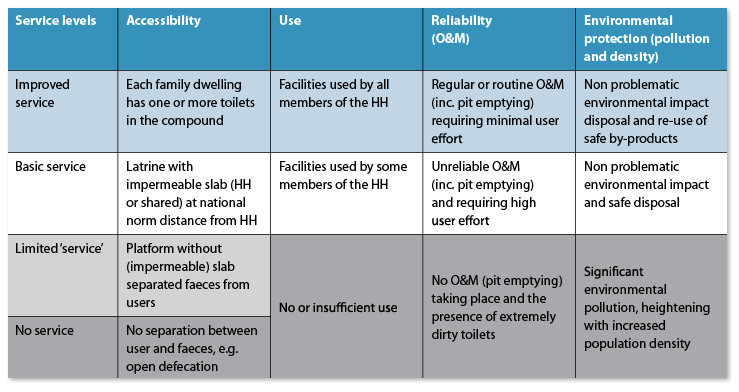 Service levels
Accessibility
Use
Reliability
(O&M)
Environmental
protection (pollution
and density)
Improved
service
Each family dwelling
has one or more toilets
in the compound
Facilities used by all
members of the HH
Regular or routine O&M
(inc. pit emptying)
requiring minimal user
effort
Non problematic
environmental impact
disposal and re-use of
safe by-products
Basic service
Latrine with
impermeable slab (HH
or shared) at national
norm distance from HH
Facilities used by some
members of the HH
Unreliable O&M
(inc. pit emptying)
and requiring high
user effort
Non problematic
environmental impact
and safe disposal
Limited ‘service’
Platform without
(impermeable) slab
separated faeces from
users
No or insufficient use
No O&M (pit emptying)
taking place and the
presence of extremely
dirty toilets
Significant
environmental
pollution, heightening
with increased
population density
No service
No separation between
user and faeces, e.g.
open defecation